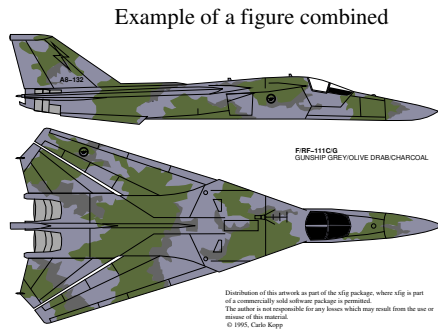 Example of a figure combined
A8-132
F/RF-111C/G
GUNSHIP GREY/OLIVE DRAB/CHARCOAL
Distribution of this artwork as part of the xfig package, where xfig is part
of a commercially sold software package is permitted.
The author is not responsible for any losses which may result from the use or
misuse of this material.
© 1995, Carlo Kopp